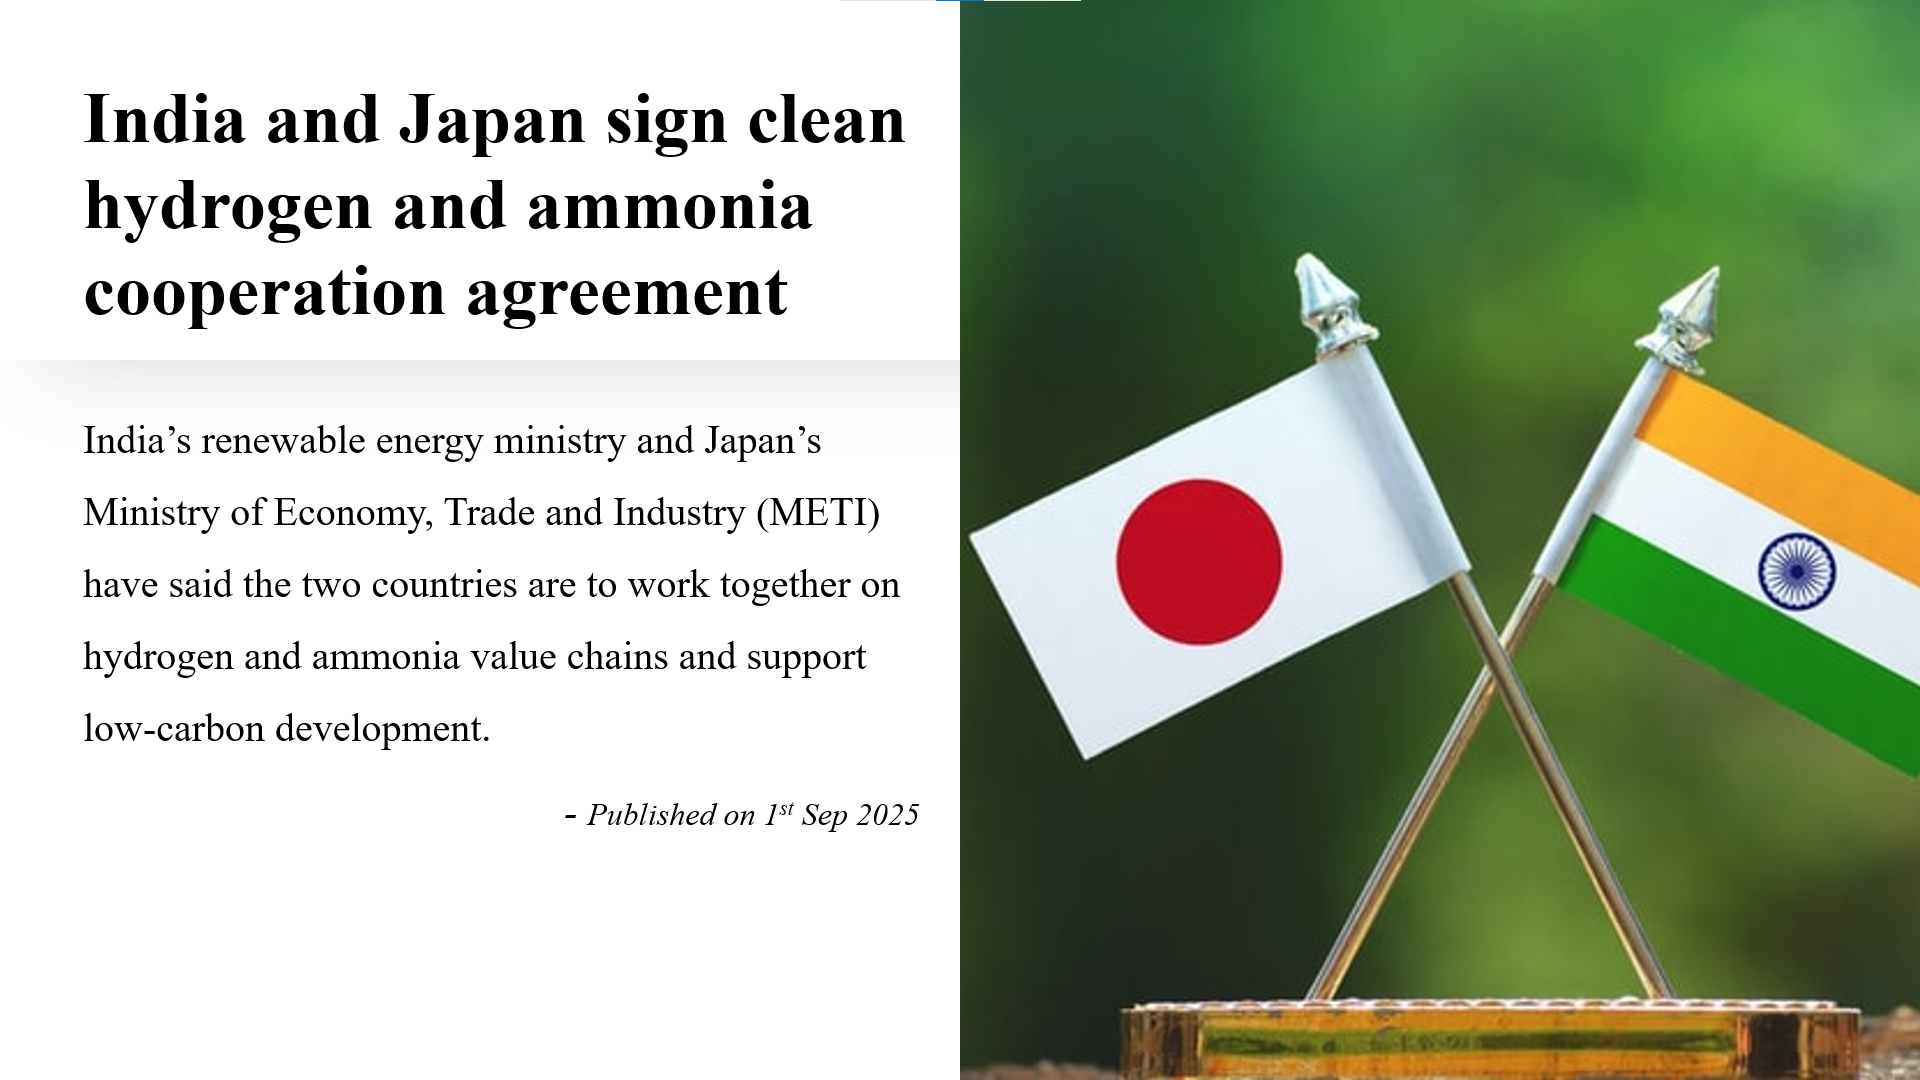 India and Japan sign clean
hydrogen and ammonia
cooperation agreement
India’s renewable energy ministry and Japan’s
Ministry of Economy, Trade and Industry (METI)
have said the two countries are to work together on
hydrogen and ammonia value chains and support
low-carbon development.
- Published on 1st Sep 2025